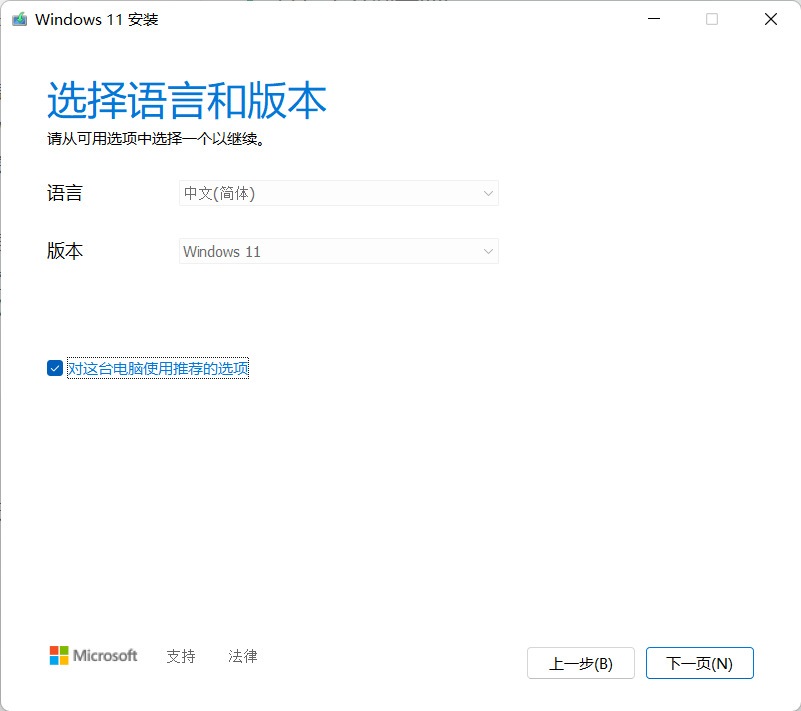 Windows 11 安装
选择语言和版本
请从可用选项中选择一个以继续。
语言 中文(简体)
版本 Windows 11
对这台电脑使用推荐的选项
Microsoft 支持 法律 上一步(B) 下一页(N)